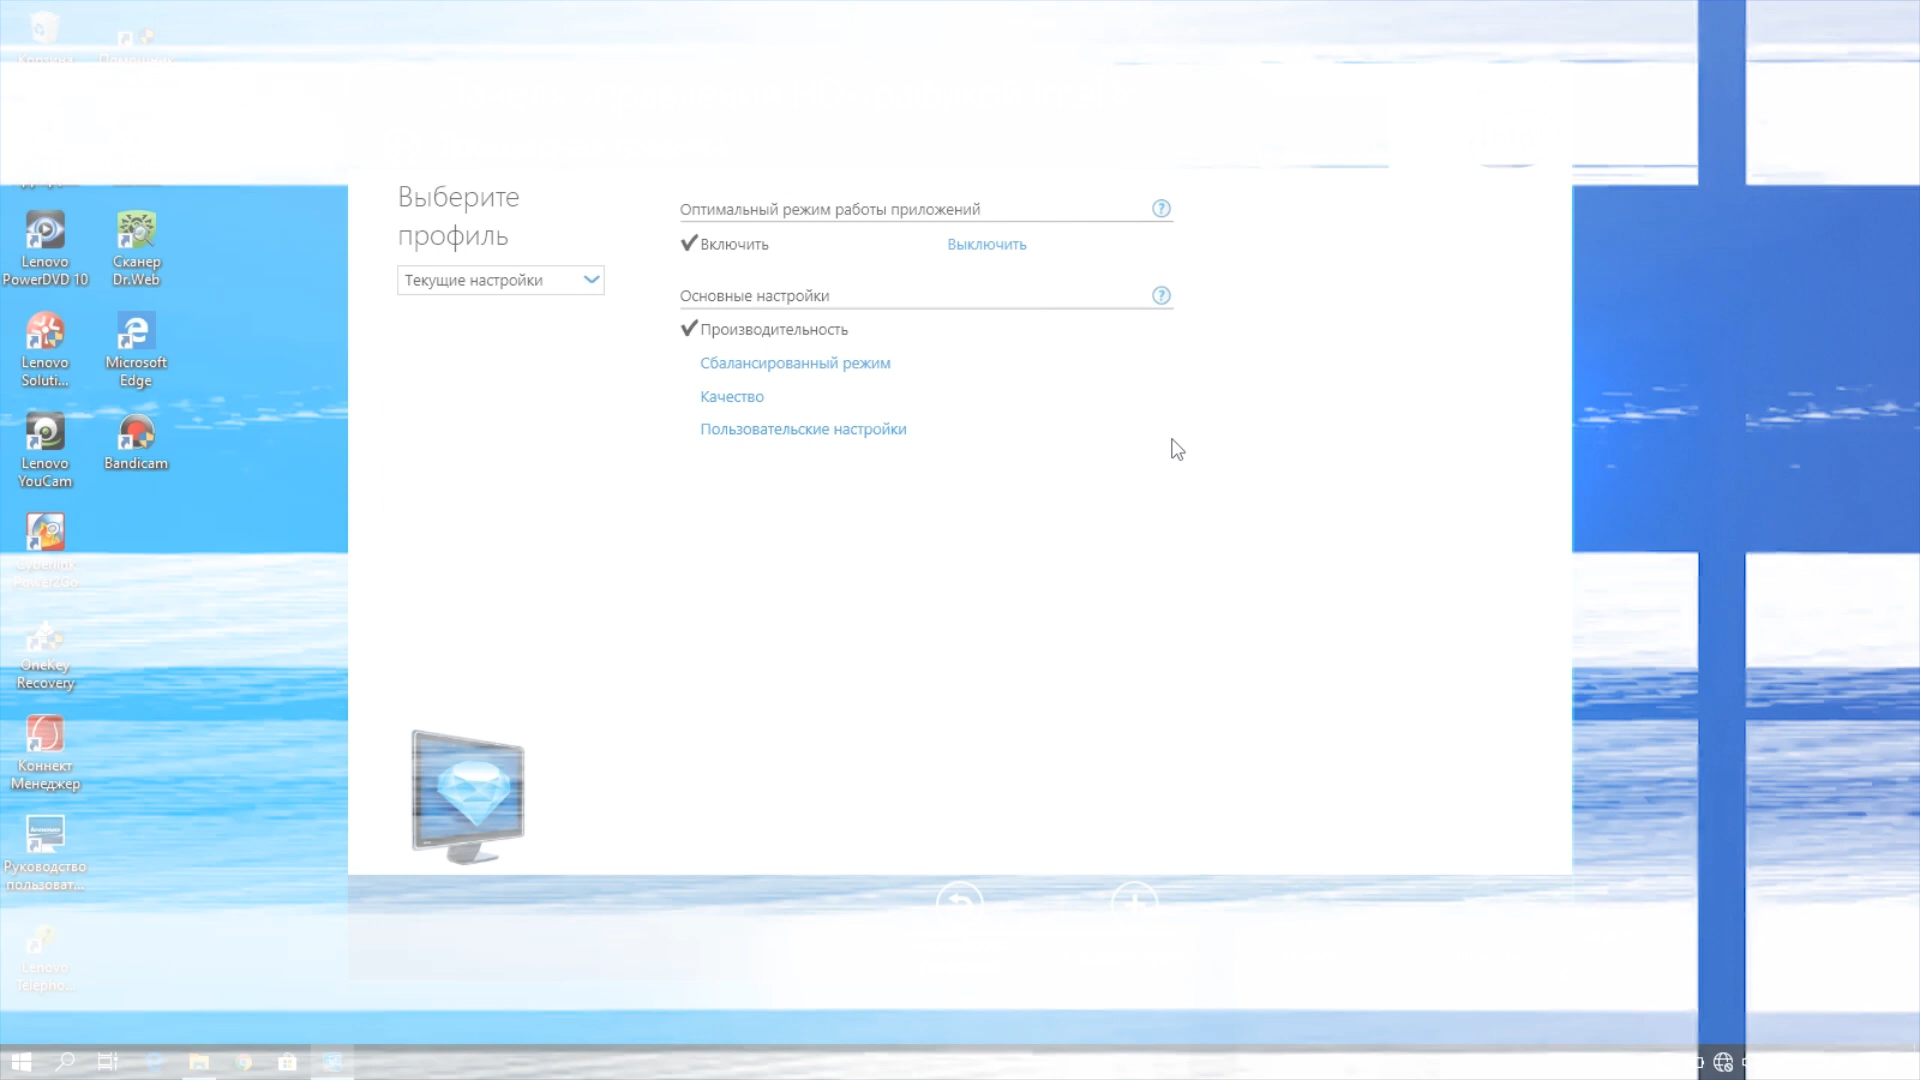 Корзина
Помощник
Lenovo
PowerDVD 10
Сканер
Dr.Web
Lenovo
Soluti...
Microsoft
Edge
Lenovo
YouCam
Bandicam
Cyberlink
Power2Go
OneKey
Recovery
Коннект
Менеджер
Руководство
пользоват...
Lenovo
Telepho...
Выберите
профиль
Текущие настройки
Оптимальный режим работы приложений
Включить
Выключить
Основные настройки
Производительность
Сбалансированный режим
Качество
Пользовательские настройки